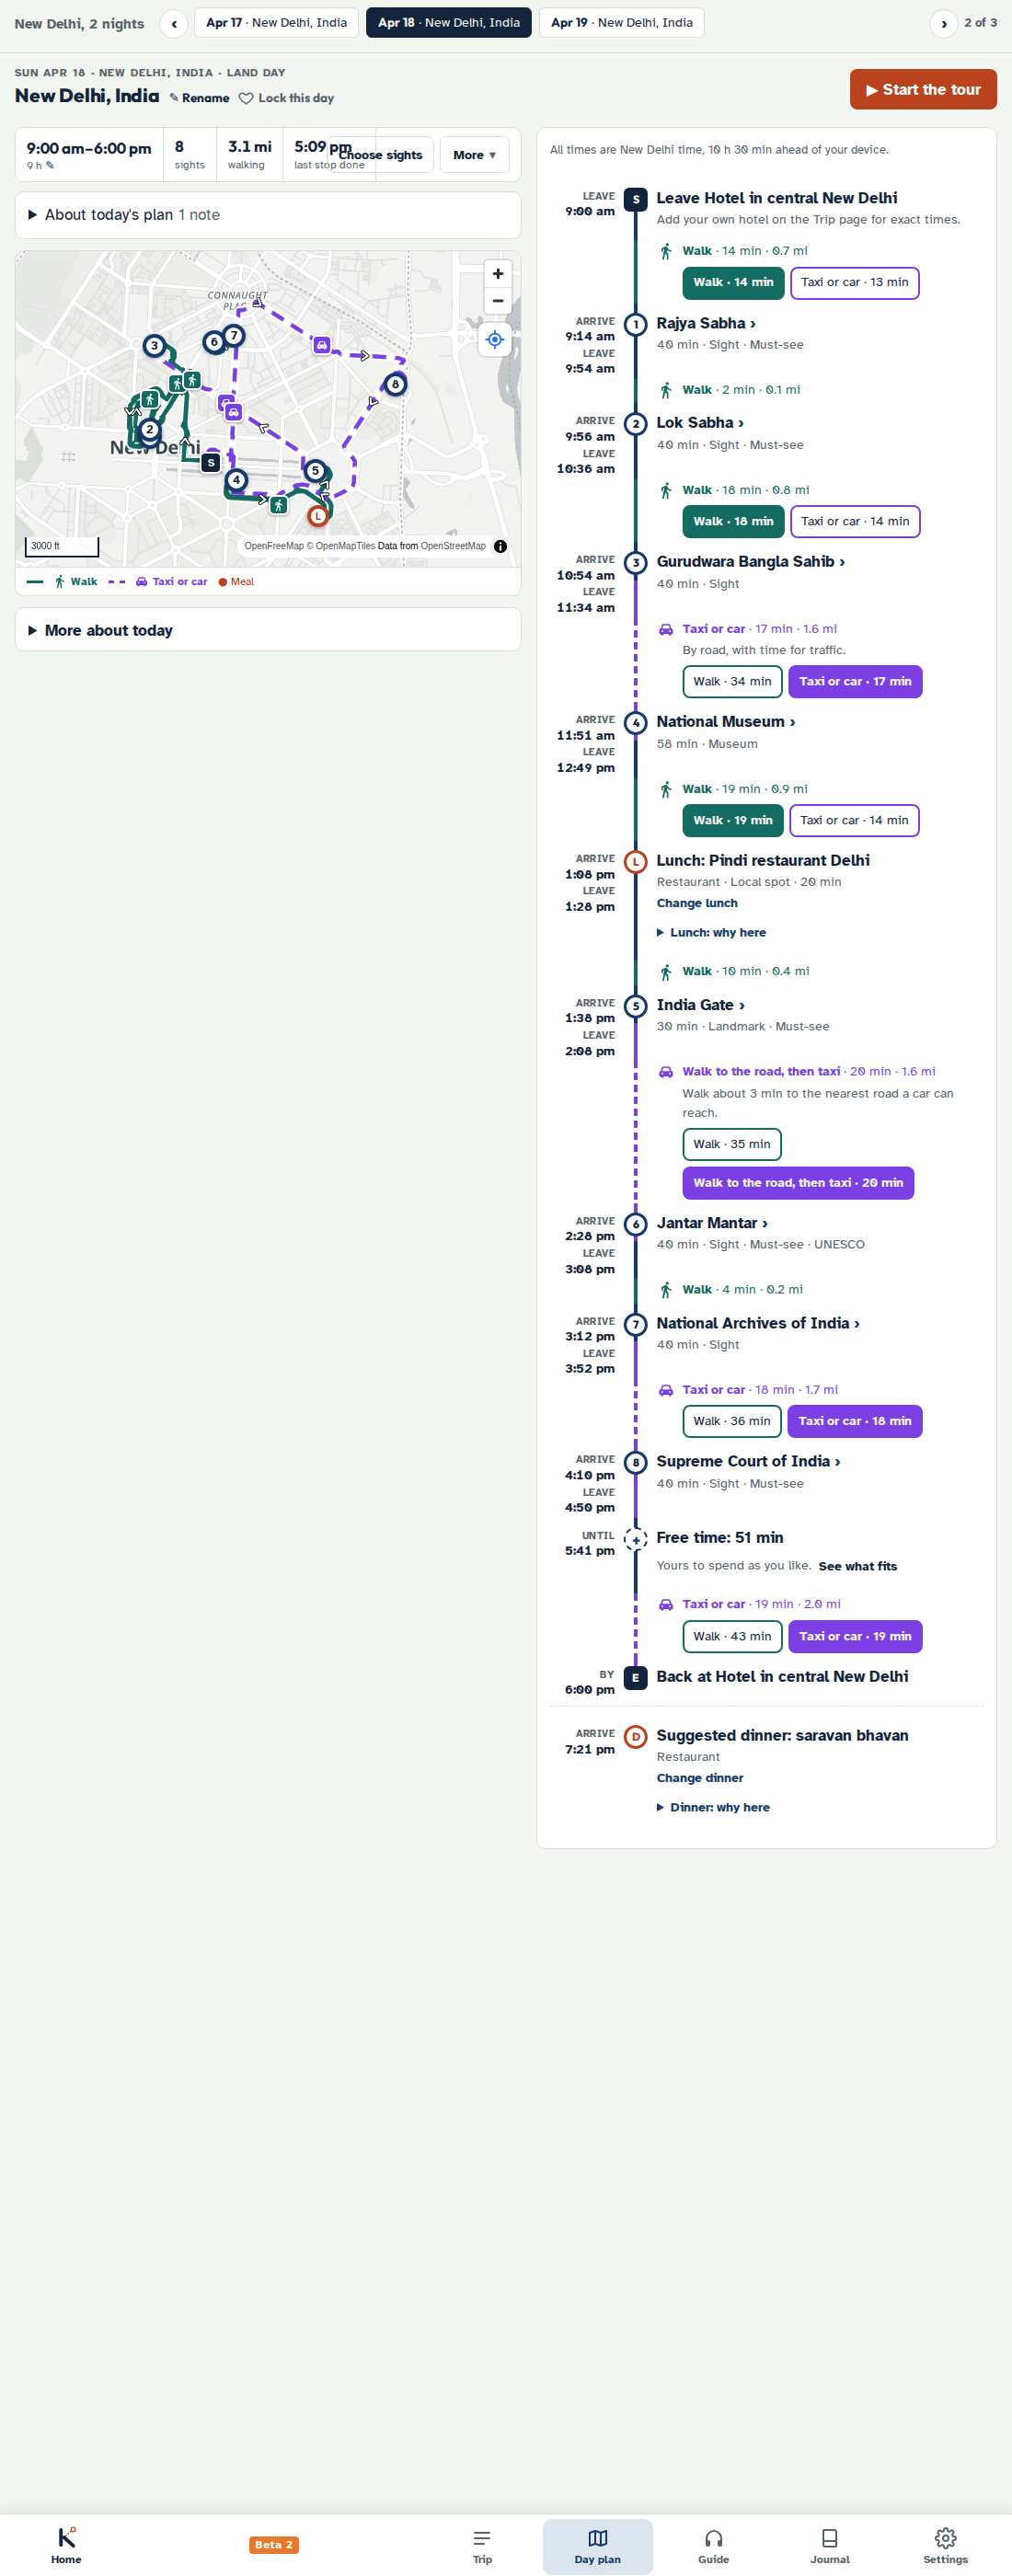 New Delhi, 2 nights
‹
Apr 17 · New Delhi, India
Apr 18 · New Delhi, India
Apr 19 · New Delhi, India
›
2 of 3
SUN APR 18 · NEW DELHI, INDIA · LAND DAY
New Delhi, India
✎ Rename
Lock this day
▶ Start the tour
9:00 am–6:00 pm
9 h ✎
8
sights
3.1 mi
walking
5:09 pm
last stop done
Choose sights
More ▼
▶ About today's plan 1 note
CONNAUGHT
PLAC
3
6
7
8
2
New Delhi
S
4
5
L
+
−
3000 ft
OpenFreeMap © OpenMapTiles Data from OpenStreetMap
Walk
Taxi or car
Meal
▶ More about today
All times are New Delhi time, 10 h 30 min ahead of your device.
LEAVE
9:00 am
S
Leave Hotel in central New Delhi
Add your own hotel on the Trip page for exact times.
Walk · 14 min · 0.7 mi
Walk · 14 min
Taxi or car · 13 min
ARRIVE
9:14 am
LEAVE
9:54 am
1
Rajya Sabha ›
40 min · Sight · Must-see
Walk · 2 min · 0.1 mi
ARRIVE
9:56 am
LEAVE
10:36 am
2
Lok Sabha ›
40 min · Sight · Must-see
Walk · 18 min · 0.8 mi
Walk · 18 min
Taxi or car · 14 min
ARRIVE
10:54 am
LEAVE
11:34 am
3
Gurudwara Bangla Sahib ›
40 min · Sight
Taxi or car · 17 min · 1.6 mi
By road, with time for traffic.
Walk · 34 min
Taxi or car · 17 min
ARRIVE
11:51 am
LEAVE
12:49 pm
4
National Museum ›
58 min · Museum
Walk · 19 min · 0.9 mi
Walk · 19 min
Taxi or car · 14 min
ARRIVE
1:08 pm
LEAVE
1:28 pm
L
Lunch: Pindi restaurant Delhi
Restaurant · Local spot · 20 min
Change lunch
▶ Lunch: why here
Walk · 10 min · 0.4 mi
ARRIVE
1:38 pm
LEAVE
2:08 pm
5
India Gate ›
30 min · Landmark · Must-see
Walk to the road, then taxi · 20 min · 1.6 mi
Walk about 3 min to the nearest road a car can
reach.
Walk · 35 min
Walk to the road, then taxi · 20 min
ARRIVE
2:28 pm
LEAVE
3:08 pm
6
Jantar Mantar ›
40 min · Sight · Must-see · UNESCO
Walk · 4 min · 0.2 mi
ARRIVE
3:12 pm
LEAVE
3:52 pm
7
National Archives of India ›
40 min · Sight
Taxi or car · 18 min · 1.7 mi
Walk · 36 min
Taxi or car · 18 min
ARRIVE
4:10 pm
LEAVE
4:50 pm
8
Supreme Court of India ›
40 min · Sight · Must-see
UNTIL
5:41 pm
+
Free time: 51 min
Yours to spend as you like. See what fits
Taxi or car · 19 min · 2.0 mi
Walk · 43 min
Taxi or car · 19 min
BY
6:00 pm
E
Back at Hotel in central New Delhi
ARRIVE
7:21 pm
D
Suggested dinner: saravan bhavan
Restaurant
Change dinner
▶ Dinner: why here
Home
Beta 2
Trip
Day plan
Guide
Journal
Settings